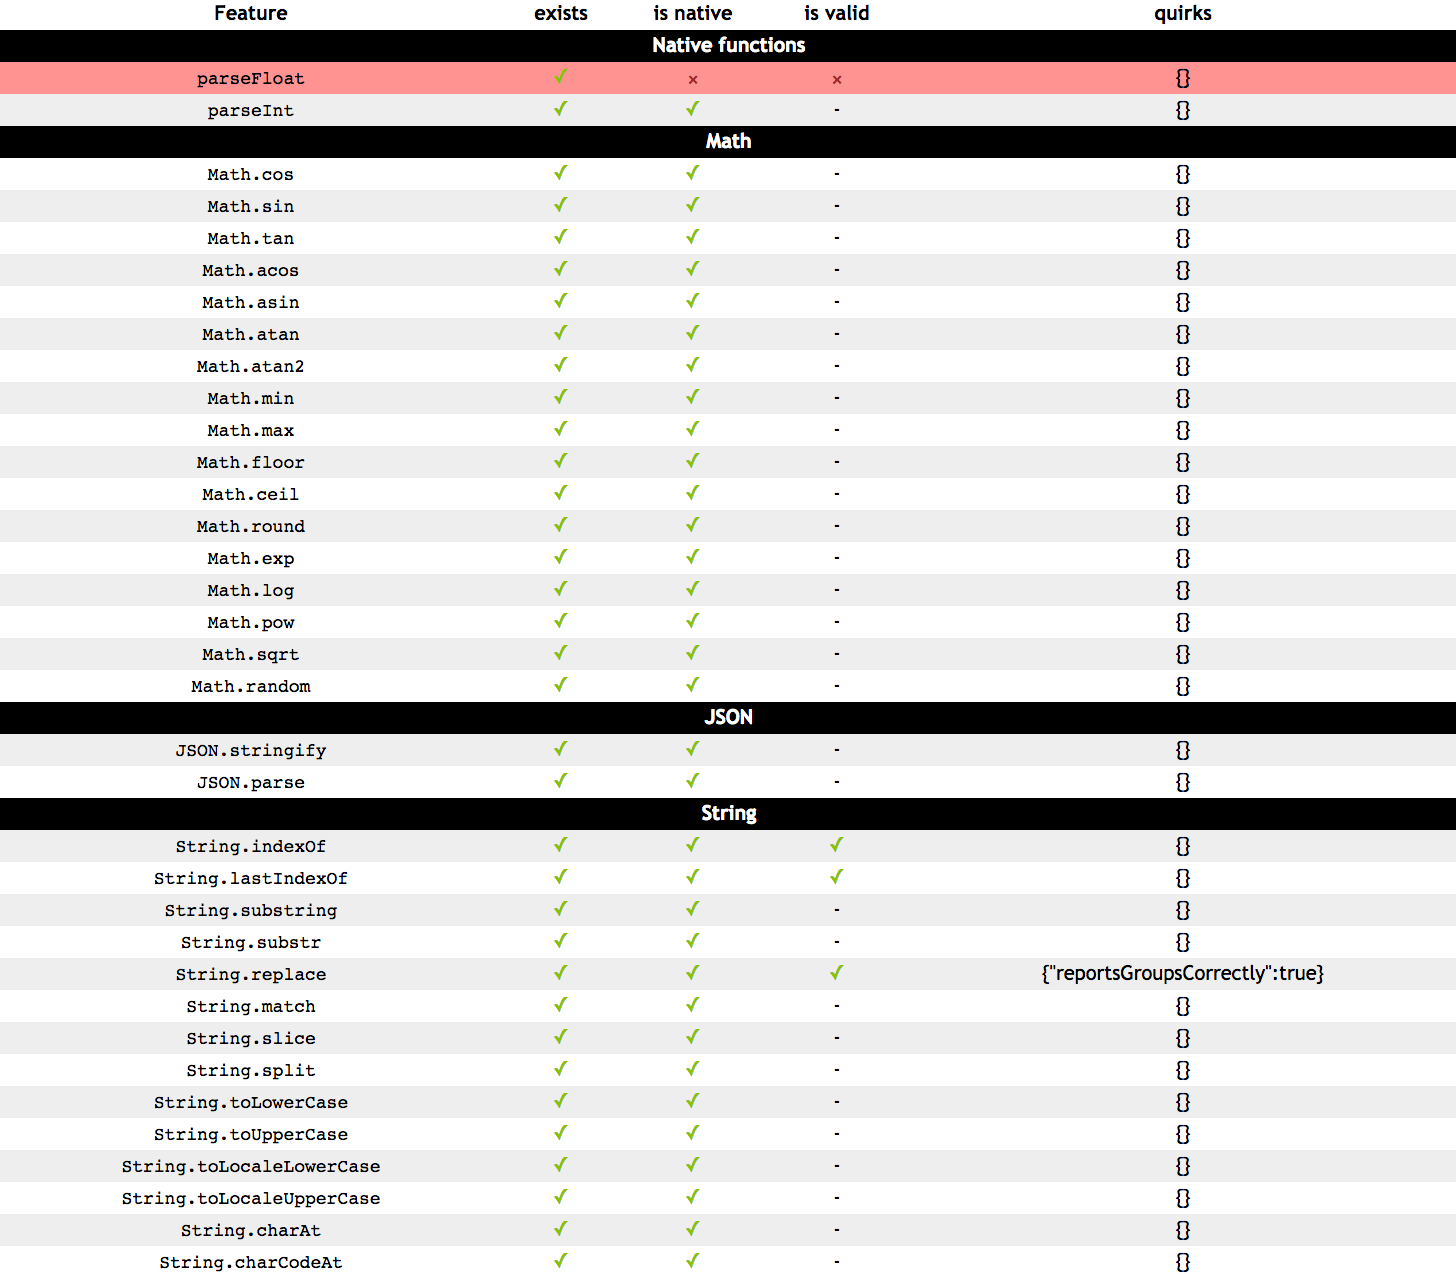 Feature exists is native is valid quirks
Native functions
parseFloat ✓ × × {}
parseInt ✓ ✓ - {}
Math
Math.cos ✓ ✓ - {}
Math.sin ✓ ✓ - {}
Math.tan ✓ ✓ - {}
Math.acos ✓ ✓ - {}
Math.asin ✓ ✓ - {}
Math.atan ✓ ✓ - {}
Math.atan2 ✓ ✓ - {}
Math.min ✓ ✓ - {}
Math.max ✓ ✓ - {}
Math.floor ✓ ✓ - {}
Math.ceil ✓ ✓ - {}
Math.round ✓ ✓ - {}
Math.exp ✓ ✓ - {}
Math.log ✓ ✓ - {}
Math.pow ✓ ✓ - {}
Math.sqrt ✓ ✓ - {}
Math.random ✓ ✓ - {}
JSON
JSON.stringify ✓ ✓ - {}
JSON.parse ✓ ✓ - {}
String
String.indexOf ✓ ✓ ✓ {}
String.lastIndexOf ✓ ✓ ✓ {}
String.substring ✓ ✓ - {}
String.substr ✓ ✓ - {}
String.replace ✓ ✓ ✓ {"reportsGroupsCorrectly":true}
String.match ✓ ✓ - {}
String.slice ✓ ✓ - {}
String.split ✓ ✓ - {}
String.toLowerCase ✓ ✓ - {}
String.toUpperCase ✓ ✓ - {}
String.toLocaleLowerCase ✓ ✓ - {}
String.toLocaleUpperCase ✓ ✓ - {}
String.charAt ✓ ✓ - {}
String.charCodeAt ✓ ✓ - {}